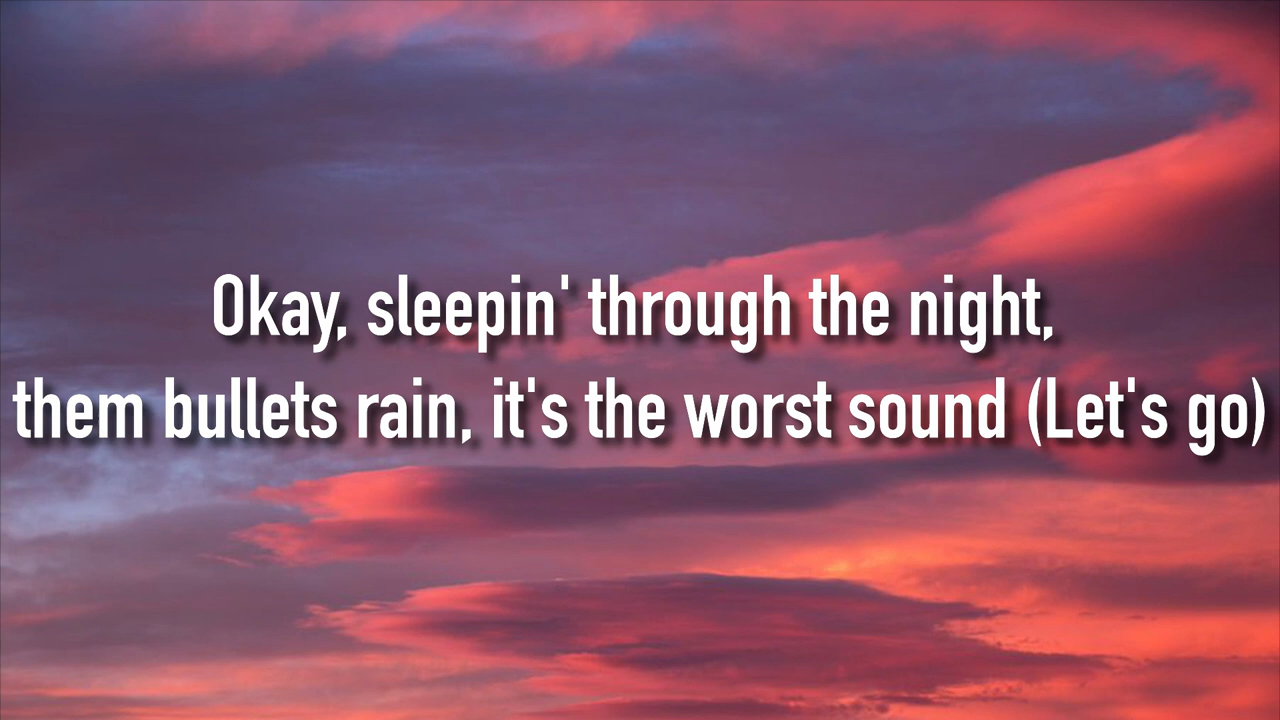 Okay, sleepin' through the night,
them bullets rain, it's the worst sound (Let's go)